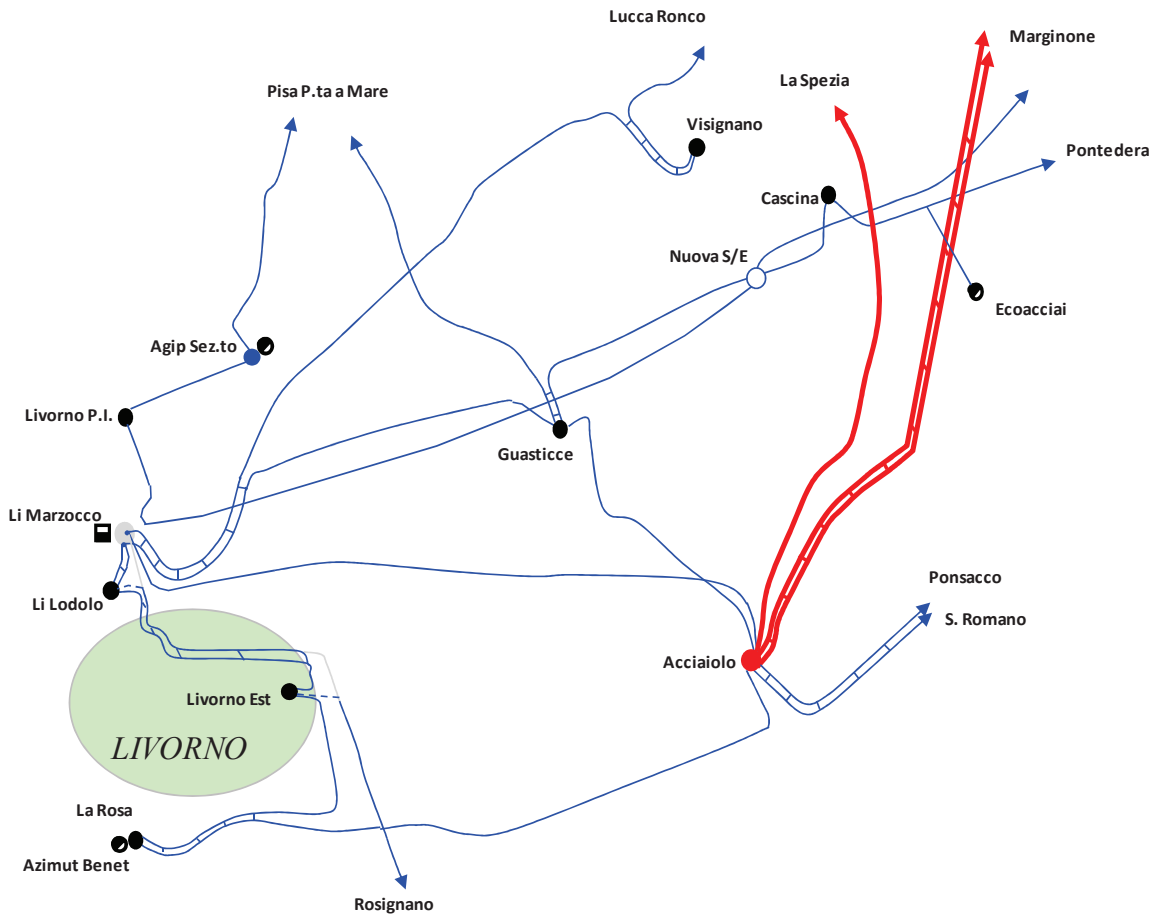 Lucca Ronco
Marginone
La Spezia
Pisa P.ta a Mare
Visignano
Pontedera
Cascina
Nuova S/E
Ecoacciai
Agip Sez.to
Livorno P.I.
Guasticce
Li Marzocco
Li Lodolo
Ponsacco
S. Romano
Acciaiolo
Livorno Est
LIVORNO
La Rosa
Azimut Benet
Rosignano